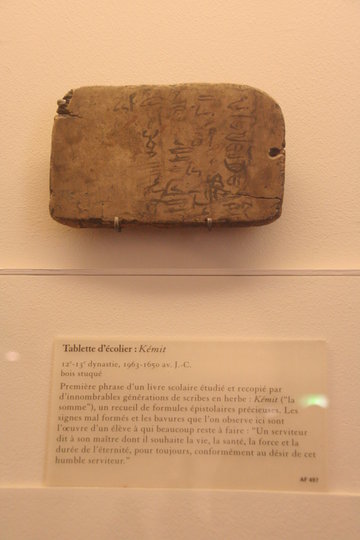 Tablette d'écolier : Kémit
12e-13e dynastie, 1963-1650 av. J.-C.
bois stuqué
Première phrase d'un livre scolaire étudié et recopié par
d'innombrables générations de scribes en herbe : Kémit ("la
somme"), un recueil de formules épistolaires précieuses. Les
signes mal formés et les bavures que l'on observe ici sont
l'œuvre d'un élève à qui beaucoup reste à faire : "Un serviteur
dit à son maître dont il souhaite la vie, la santé, la force et la
durée de l'éternité, pour toujours, conformément au désir de cet
humble serviteur."
AF 497